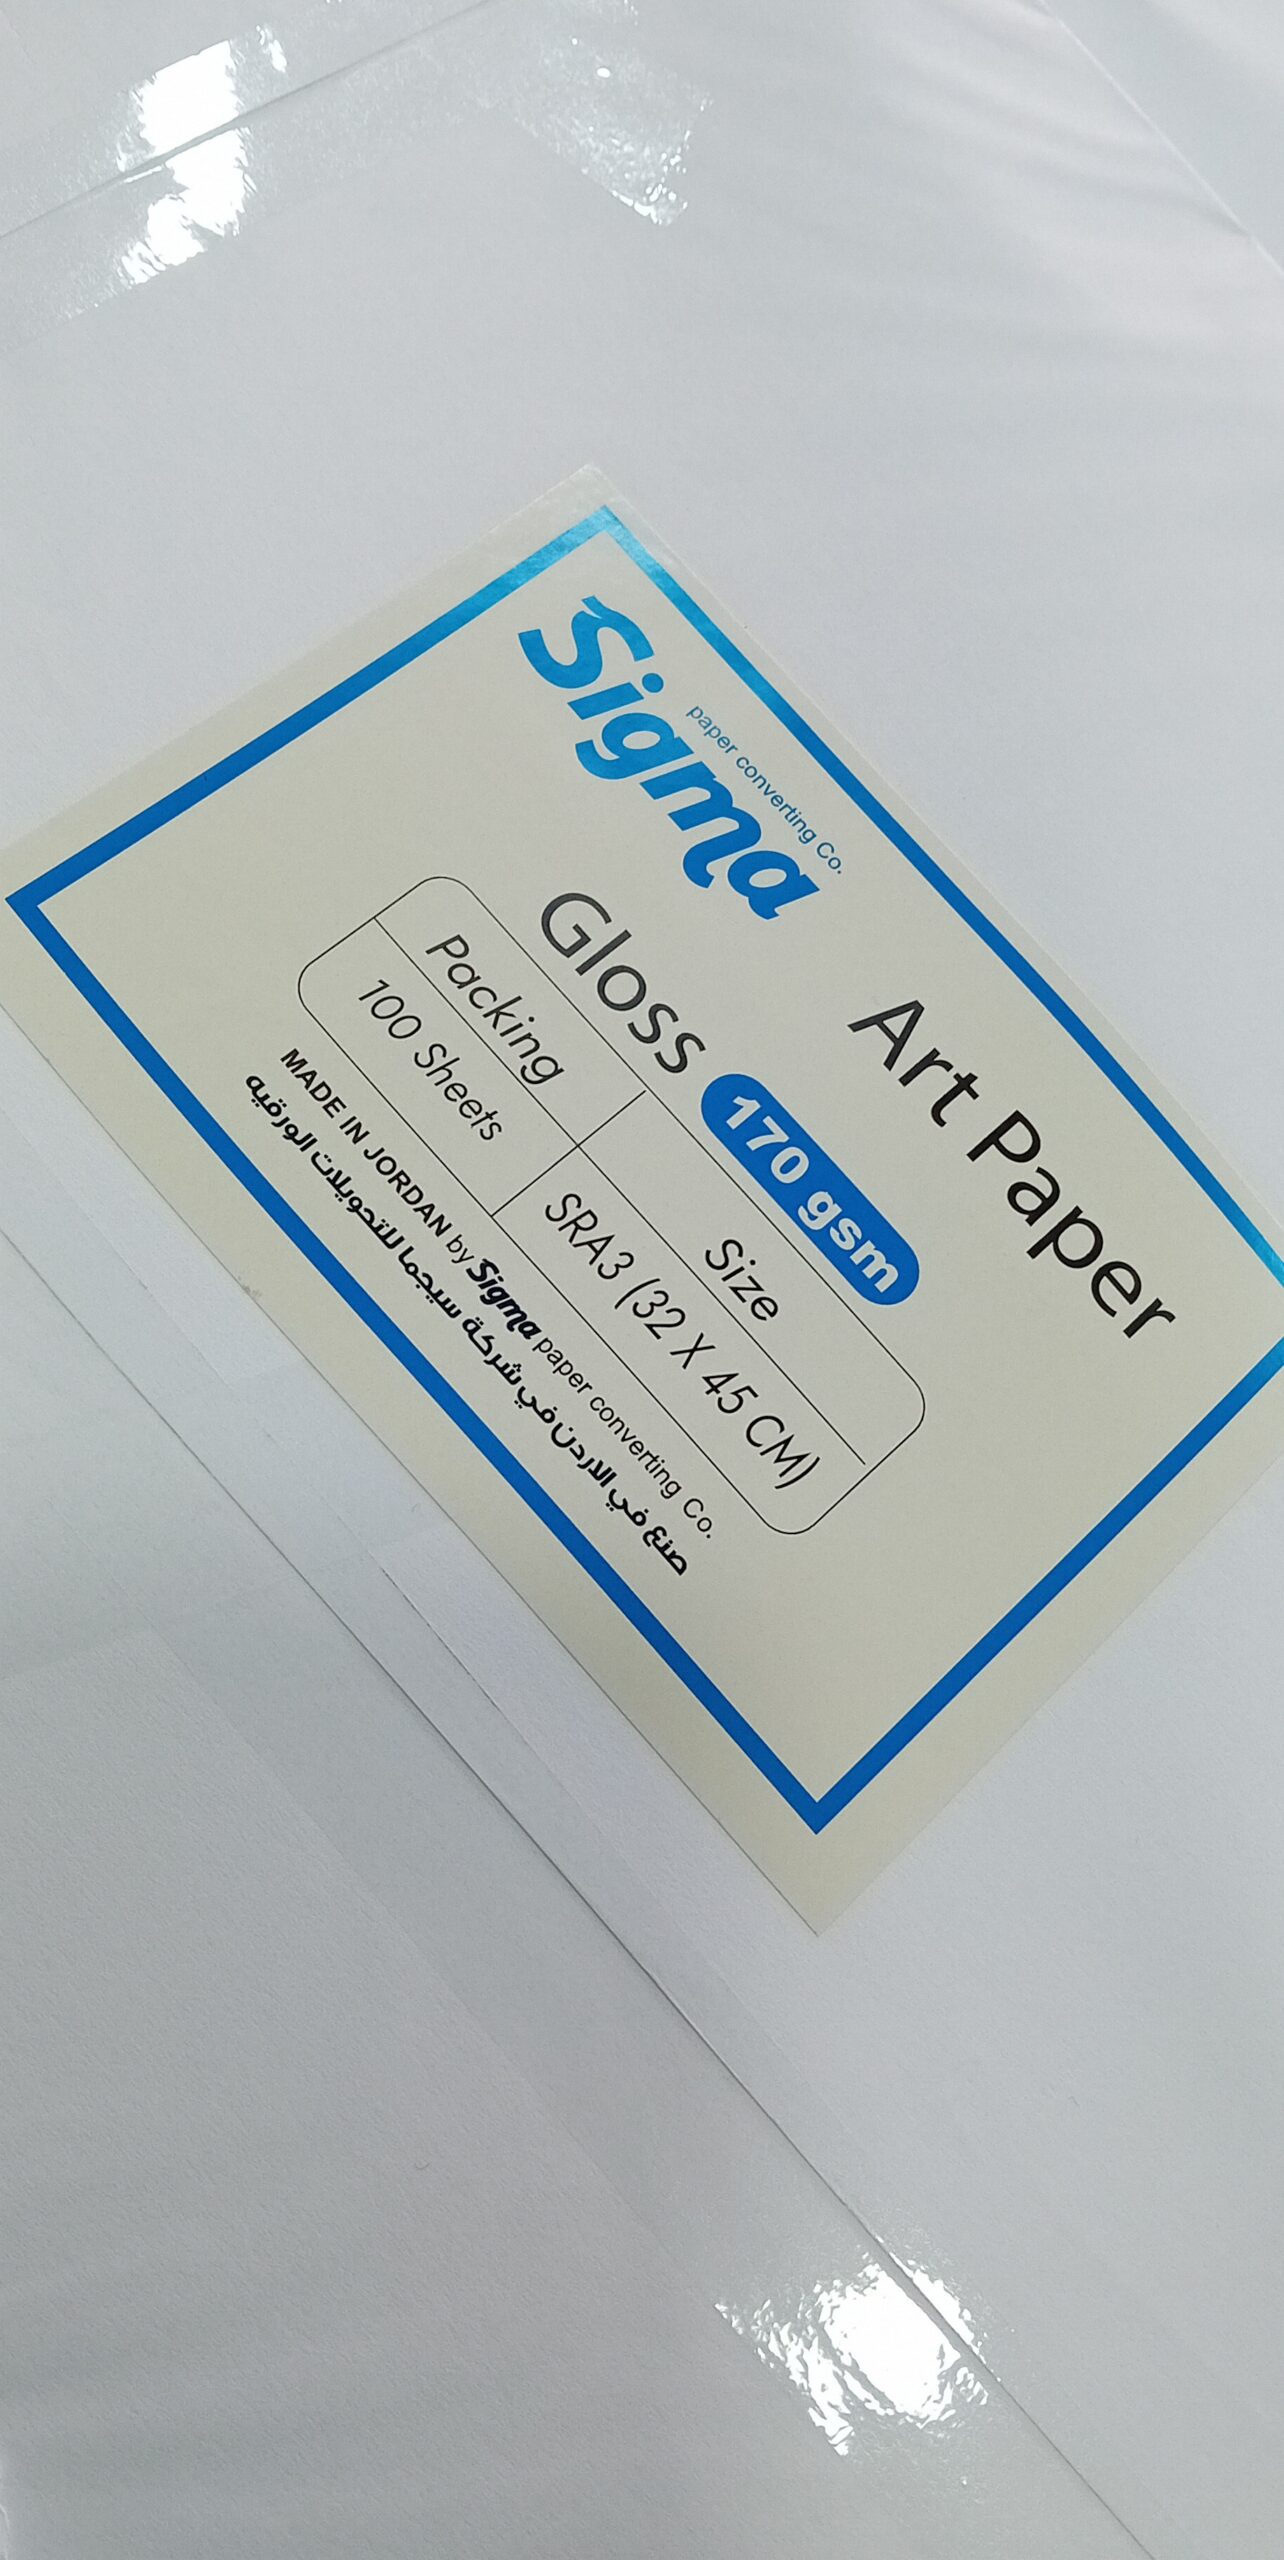 Sigma
paper converting Co.
Art Paper
Gloss 170 gsm
Packing Size
100 Sheets SRA3 (32 X 45 CM)
MADE IN JORDAN by Sigma paper converting Co.
صنع في الاردن في شركة سيجما للتحويلات الورقيه